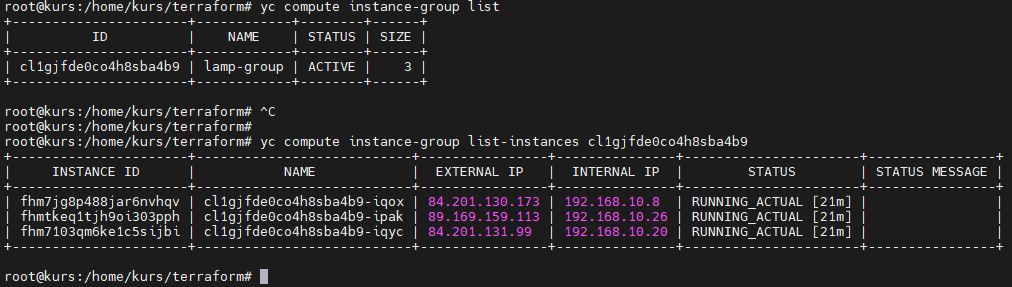 root@kurs:/home/kurs/terraform# yc compute instance-group list
+----------------------+------------+--------+------+
|          ID          |    NAME    | STATUS | SIZE |
+----------------------+------------+--------+------+
| cl1gjfde0co4h8sba4b9 | lamp-group | ACTIVE |    3 |
+----------------------+------------+--------+------+
root@kurs:/home/kurs/terraform# ^C
root@kurs:/home/kurs/terraform#
root@kurs:/home/kurs/terraform# yc compute instance-group list-instances cl1gjfde0co4h8sba4b9
+----------------------+---------------------------+----------------+---------------+----------------------+----------------+
|     INSTANCE ID      |           NAME            |  EXTERNAL IP   |  INTERNAL IP  |        STATUS        | STATUS MESSAGE |
+----------------------+---------------------------+----------------+---------------+----------------------+----------------+
| fhm7jg8p488jar6nvhqv | cl1gjfde0co4h8sba4b9-iqox | 84.201.130.173 | 192.168.10.8  | RUNNING_ACTUAL [21m] |                |
| fhmtkeq1tjh9oi303pph | cl1gjfde0co4h8sba4b9-ipak | 89.169.159.113 | 192.168.10.26 | RUNNING_ACTUAL [21m] |                |
| fhm7103qm6ke1c5sijbi | cl1gjfde0co4h8sba4b9-iqyc | 84.201.131.99  | 192.168.10.20 | RUNNING_ACTUAL [21m] |                |
+----------------------+---------------------------+----------------+---------------+----------------------+----------------+
root@kurs:/home/kurs/terraform#